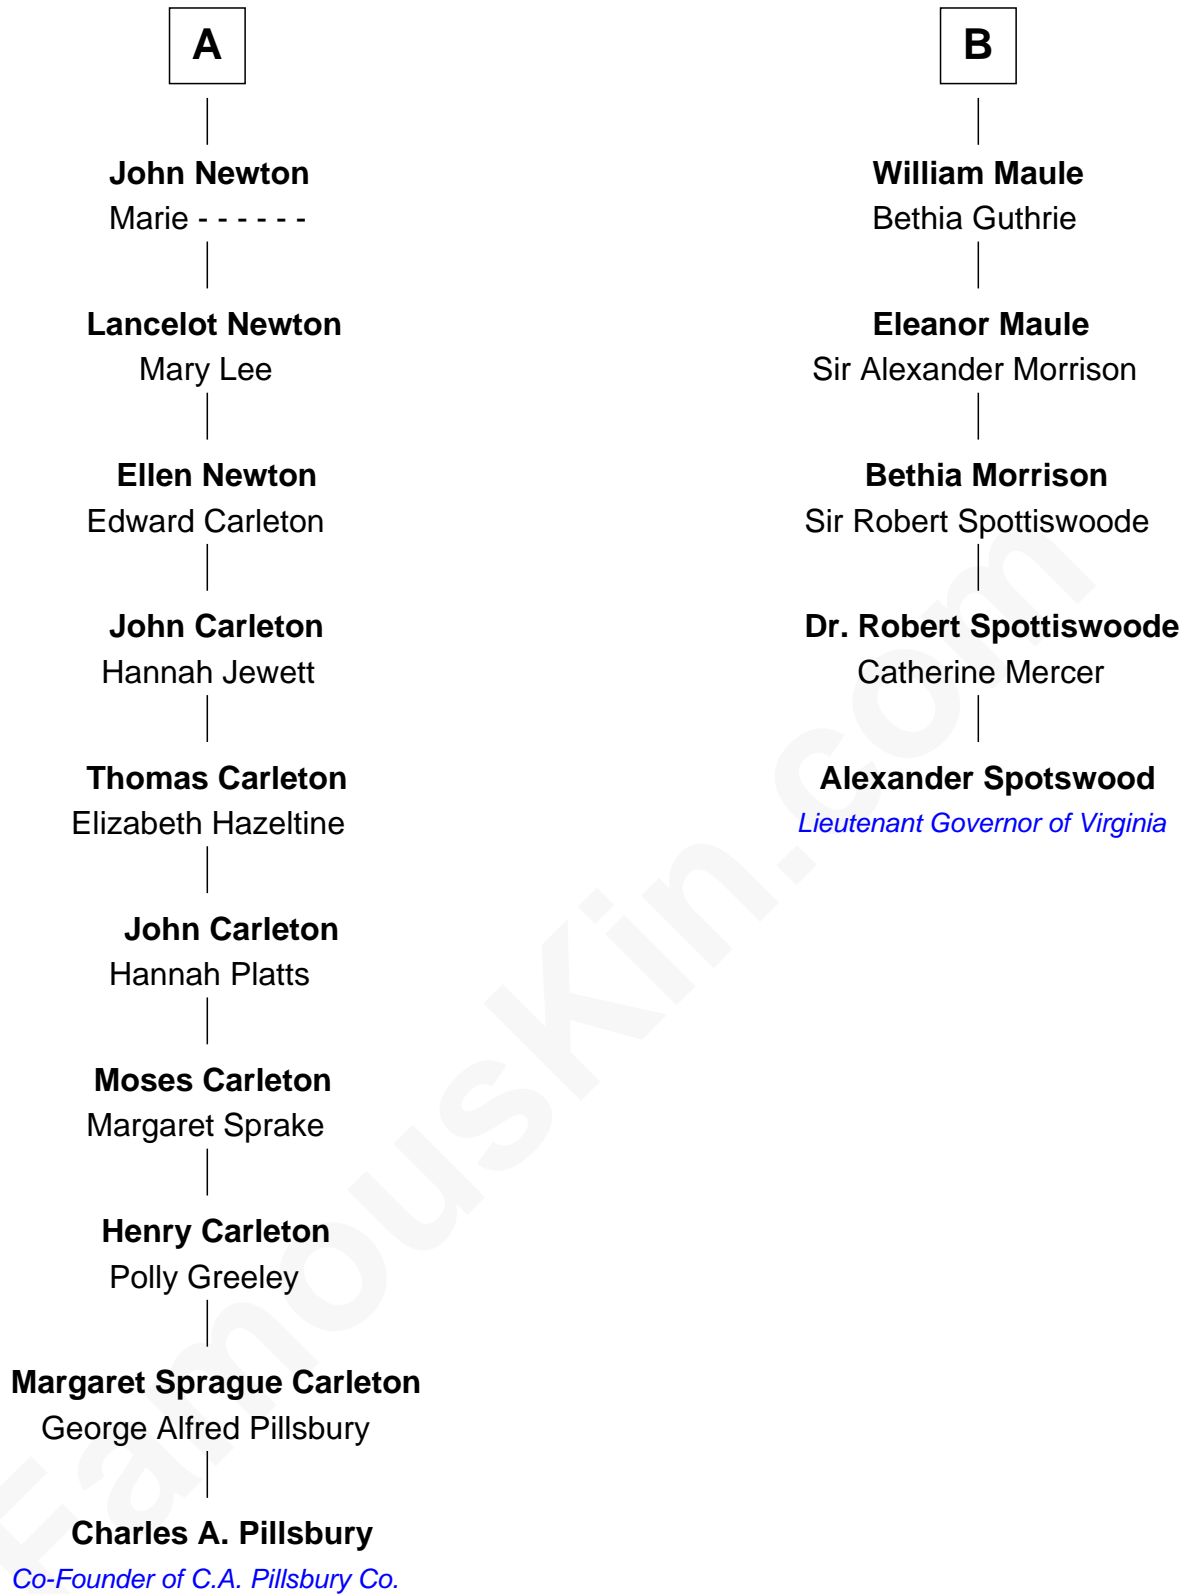 A
John Newton
Marie - - - - - -
Lancelot Newton
Mary Lee
Ellen Newton
Edward Carleton
John Carleton
Hannah Jewett
Thomas Carleton
Elizabeth Hazeltine
John Carleton
Hannah Platts
Moses Carleton
Margaret Sprake
Henry Carleton
Polly Greeley
Margaret Sprague Carleton
George Alfred Pillsbury
Charles A. Pillsbury
Co-Founder of C.A. Pillsbury Co.
B
William Maule
Bethia Guthrie
Eleanor Maule
Sir Alexander Morrison
Bethia Morrison
Sir Robert Spottiswoode
Dr. Robert Spottiswoode
Catherine Mercer
Alexander Spotswood
Lieutenant Governor of Virginia
FamousKin.com